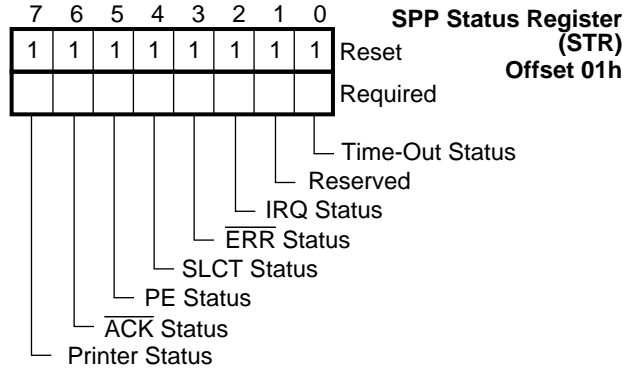 7 6 5 4 3 2 1 0
SPP Status Register
(STR)
Offset 01h
1 1 1 1 1 1 1 1 Reset
Required
Time-Out Status
Reserved
IRQ Status
ERR Status
SLCT Status
PE Status
ACK Status
Printer Status